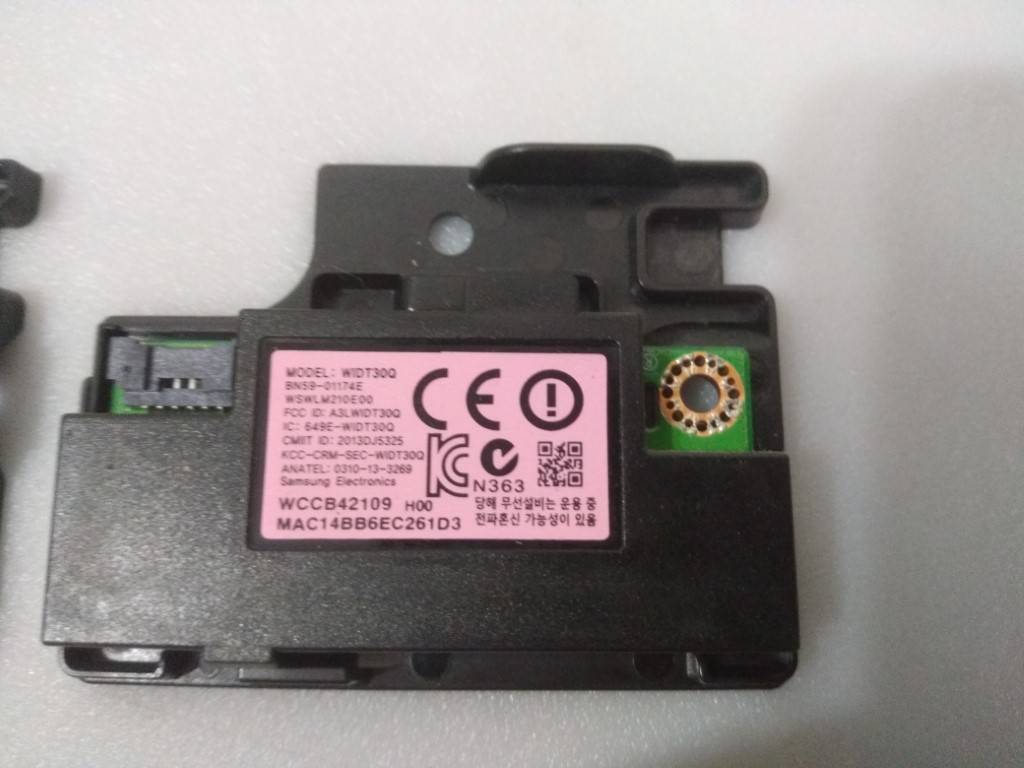 MODEL: WIDT30Q
BN59-01174E
WSWLM210E00
FCC ID: A3LWIDT30Q
IC: 649E-WIDT30Q
CMIIT ID: 2013DJ5325
KCC-CRM-SEC-WIDT30Q
ANATEL: 0310-13-3269
Samsung Electronics
CE
KC
N363
WCCB42109 H00
MAC14BB6EC261D3
당해 무선설비는 운용 중
전파혼신 가능성이 있음